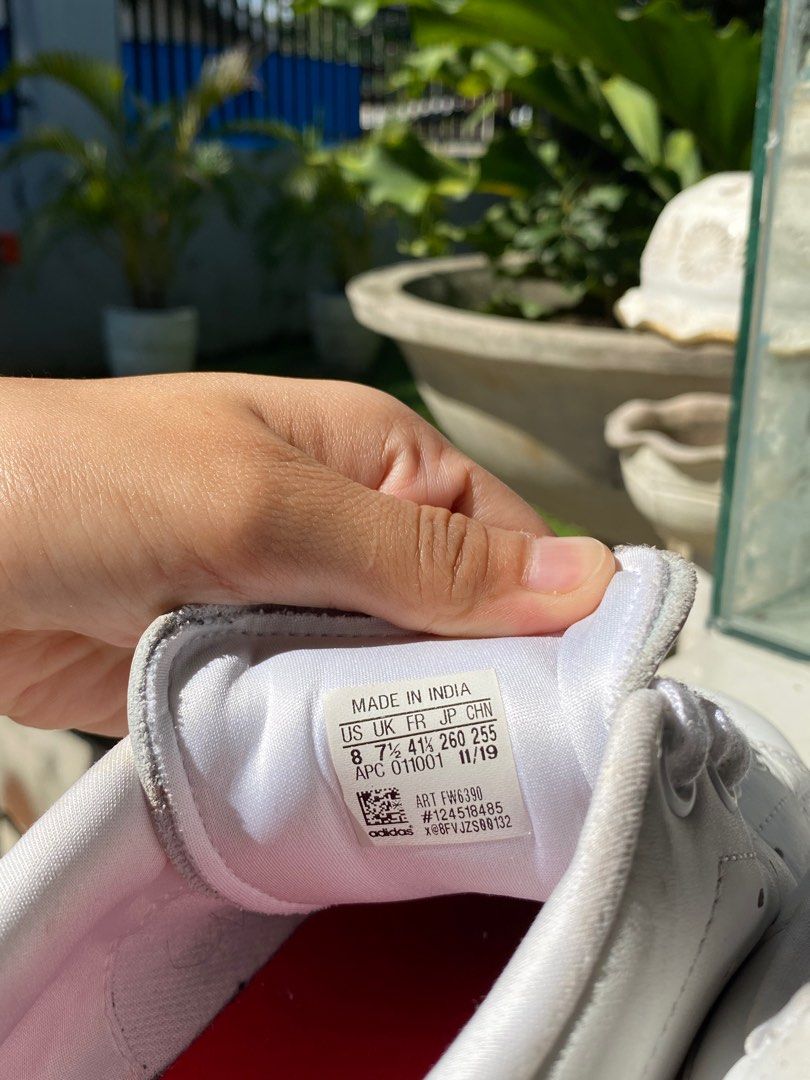 MADE IN INDIA
US UK FR JP CHN
8 7½ 41⅓ 260 255
APC 011001 11/19
ART FW6390
#124518485
adidas x@8FVJZS00132